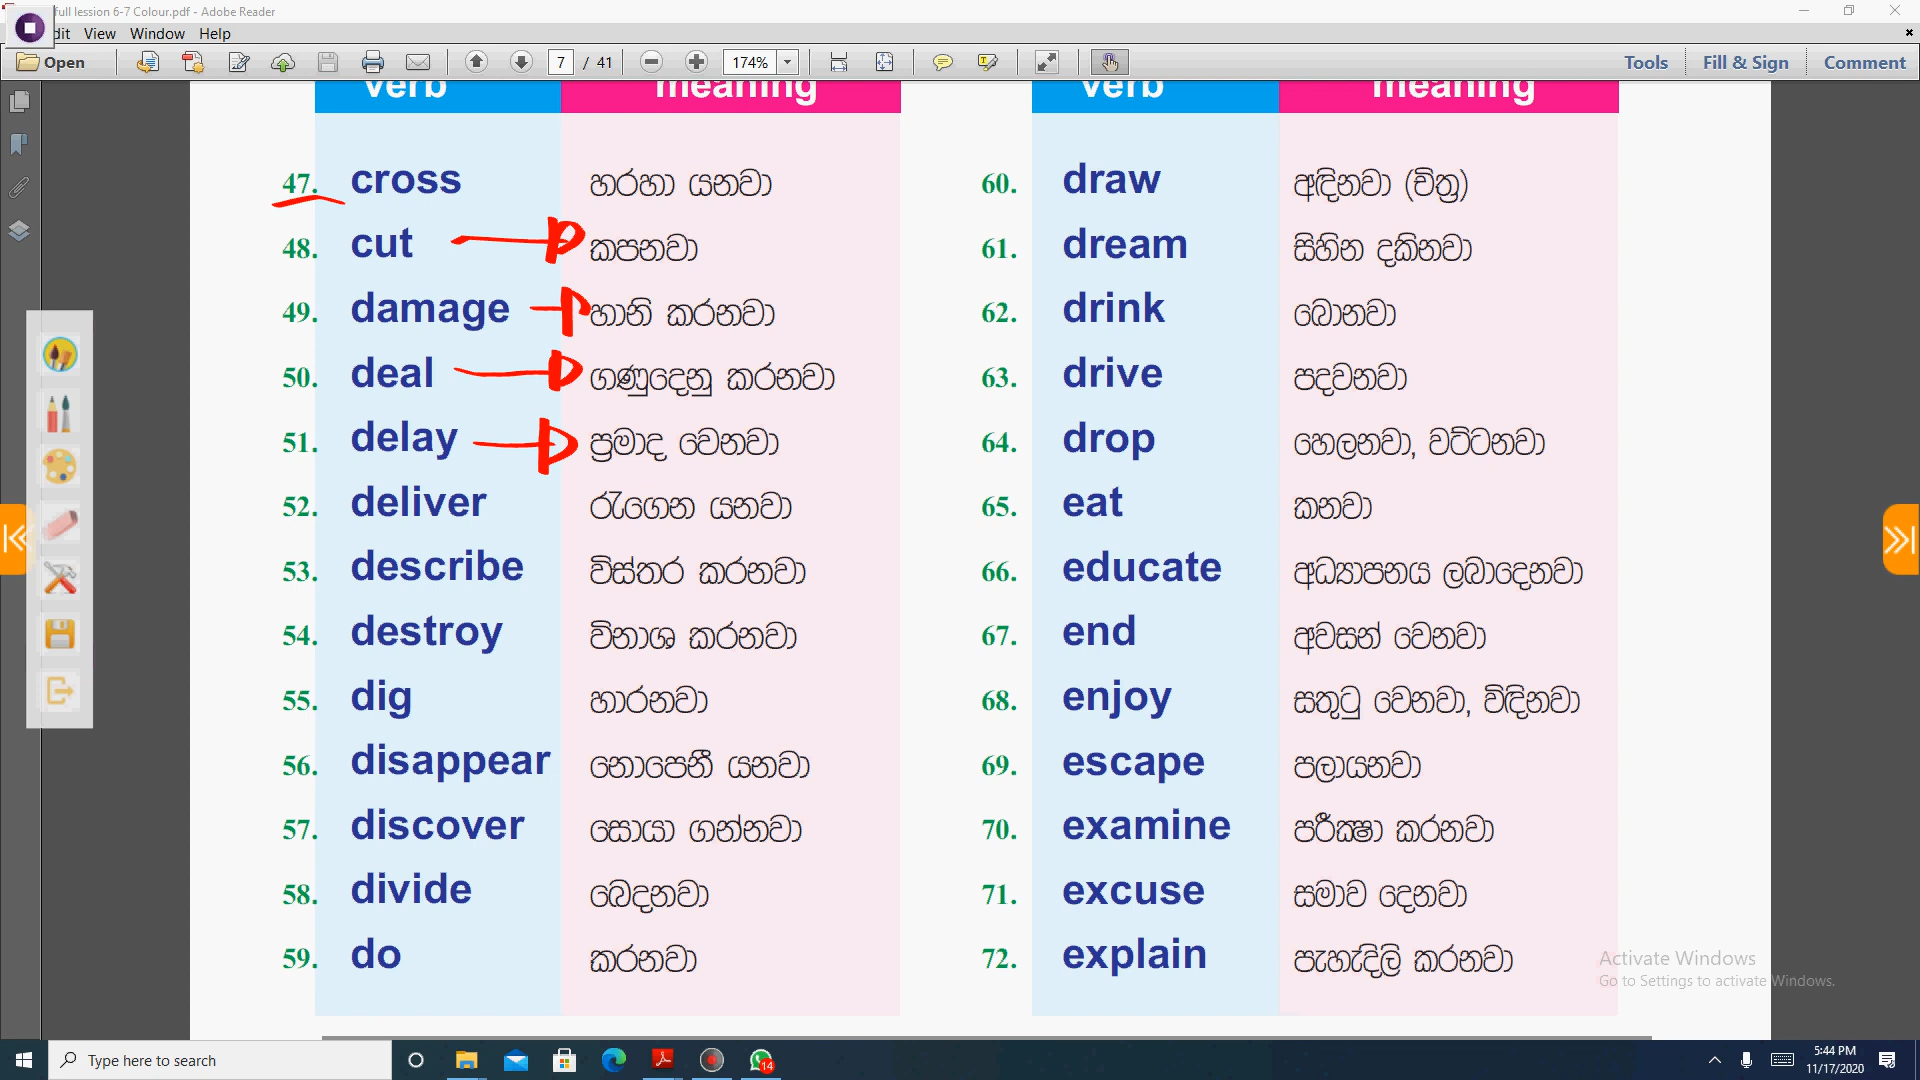 full lession 6-7 Colour.pdf - Adobe Reader
dit View Window Help
Open 7 / 41 174% Tools Fill & Sign Comment
verb meaning verb meaning
47. cross හරහා යනවා
48. cut කපනවා
49. damage හානි කරනවා
50. deal ගණුදෙනු කරනවා
51. delay ප්‍රමාද වෙනවා
52. deliver රැගෙන යනවා
53. describe විස්තර කරනවා
54. destroy විනාශ කරනවා
55. dig හාරනවා
56. disappear නොපෙනී යනවා
57. discover සොයා ගන්නවා
58. divide බෙදනවා
59. do කරනවා
60. draw අඳිනවා (චිත්‍ර)
61. dream සිහින දකිනවා
62. drink බොනවා
63. drive පදවනවා
64. drop හෙලනවා, වට්ටනවා
65. eat කනවා
66. educate අධ්‍යාපනය ලබාදෙනවා
67. end අවසන් වෙනවා
68. enjoy සතුටු වෙනවා, විඳිනවා
69. escape පලායනවා
70. examine පරීක්‍ෂා කරනවා
71. excuse සමාව දෙනවා
72. explain පැහැදිලි කරනවා
Activate Windows
Go to Settings to activate Windows.
Type here to search
14
5:44 PM
11/17/2020